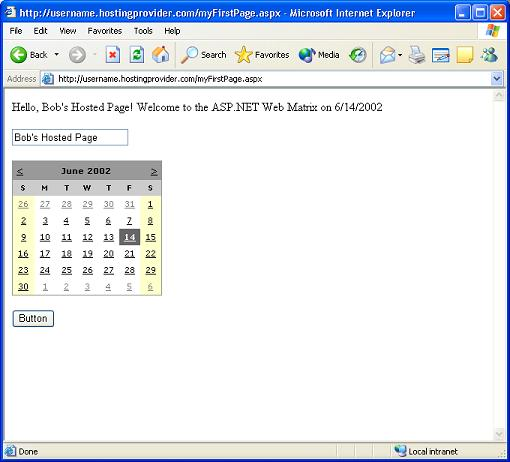 http://username.hostingprovider.com/myFirstPage.aspx - Microsoft Internet Explorer
File Edit View Favorites Tools Help
Back Search Favorites Media
Address http://username.hostingprovider.com/myFirstPage.aspx
Hello, Bob's Hosted Page! Welcome to the ASP.NET Web Matrix on 6/14/2002
Bob's Hosted Page
< June 2002 >
S M T W T F S
26 27 28 29 30 31 1
2 3 4 5 6 7 8
9 10 11 12 13 14 15
16 17 18 19 20 21 22
23 24 25 26 27 28 29
30 1 2 3 4 5 6
Button
Done Local intranet